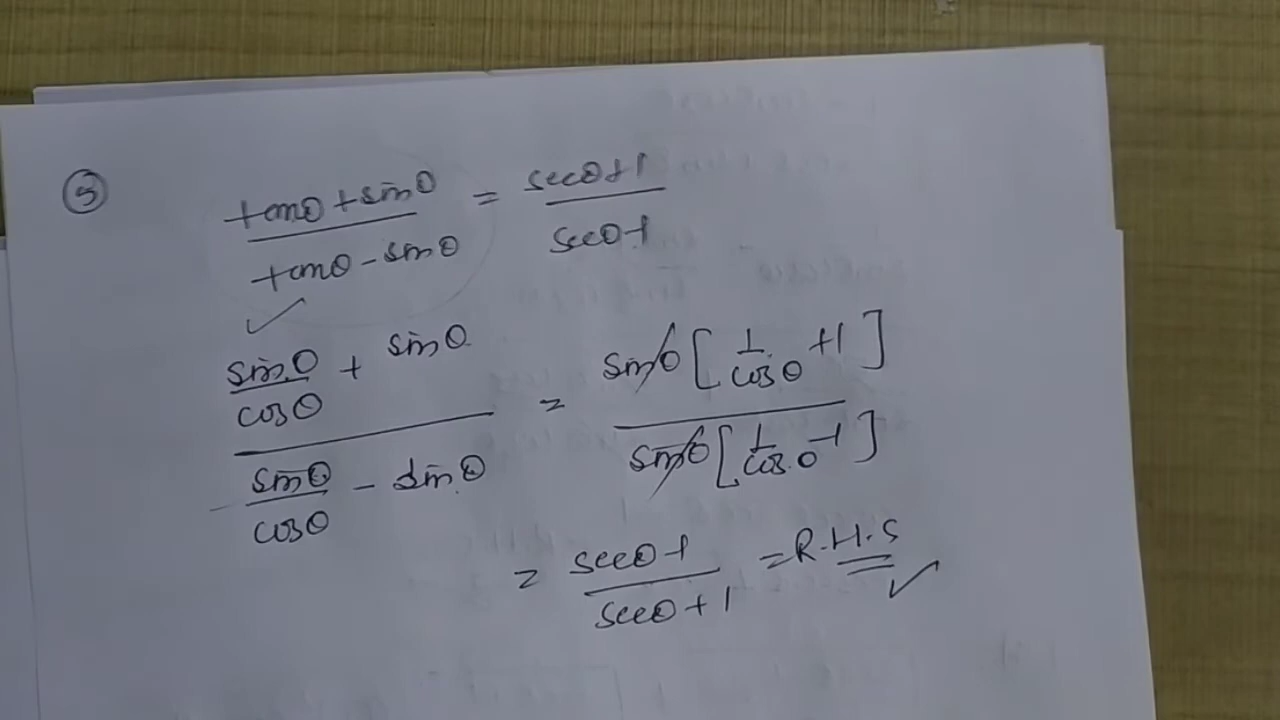 5
tanθ + sinθ / tanθ - sinθ = secθ+1 / secθ-1
sinθ/cosθ + sinθ / sinθ/cosθ - sinθ = sinθ[1/cosθ +1] / sinθ[1/cosθ -1]
= secθ-1 / secθ+1 = R.H.S